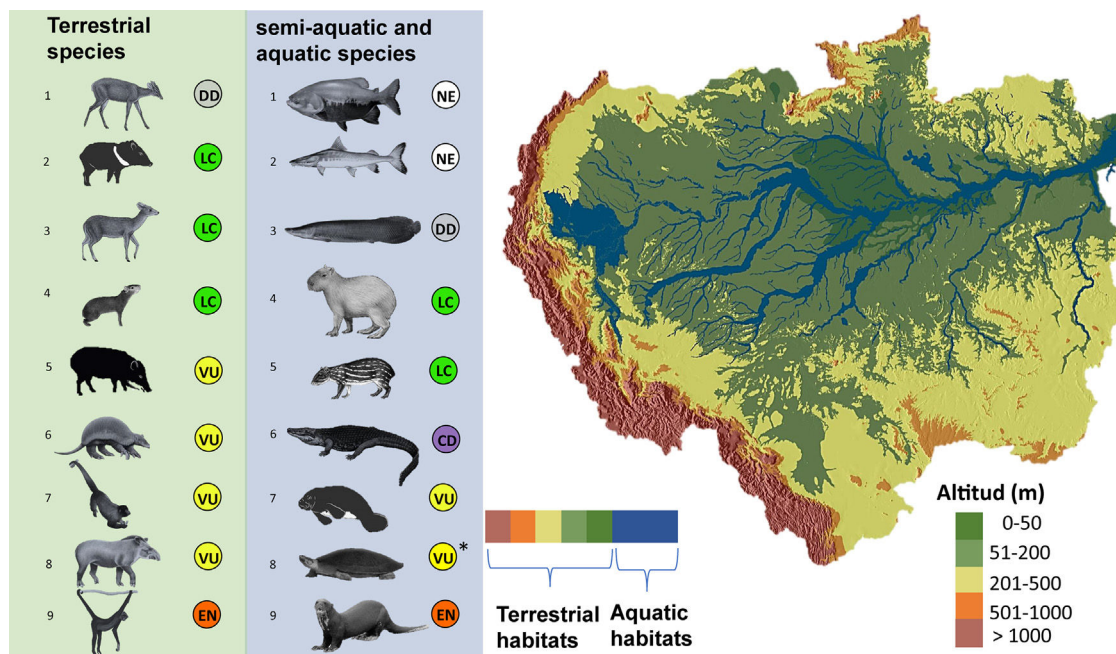 Terrestrial
species
1 DD
2 LC
3 LC
4 LC
5 VU
6 VU
7 VU
8 VU
9 EN
semi-aquatic and
aquatic species
1 NE
2 NE
3 DD
4 LC
5 LC
6 CD
7 VU
8 VU *
9 EN
Terrestrial
habitats
Aquatic
habitats
Altitud (m)
0-50
51-200
201-500
501-1000
> 1000